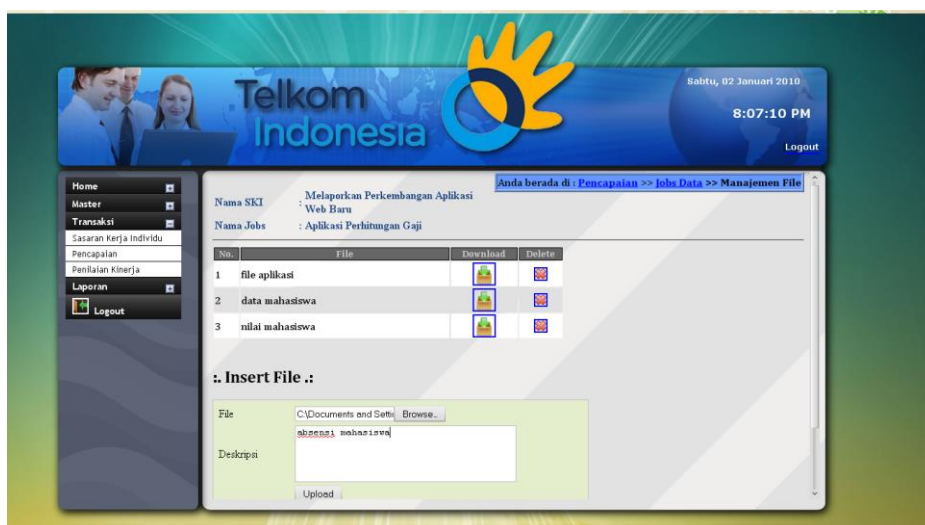 Telkom
Indonesia
Sabtu, 02 Januari 2010
8:07:10 PM
Logout
Home
Master
Transaksi
Sasaran Kerja Individu
Pencapaian
Penilaian Kinerja
Laporan
Logout
Anda berada di : Pencapaian >> Jobs Data >> Manajemen File
Nama SKI : Melaporkan Perkembangan Aplikasi
Web Baru
Nama Jobs : Aplikasi Perhitungan Gaji
No. File Download Delete
1 file aplikasi
2 data mahasiswa
3 nilai mahasiswa
:. Insert File .:
File C:\Documents and Setti Browse..
absensi mahasiswa
Deskripsi
Upload